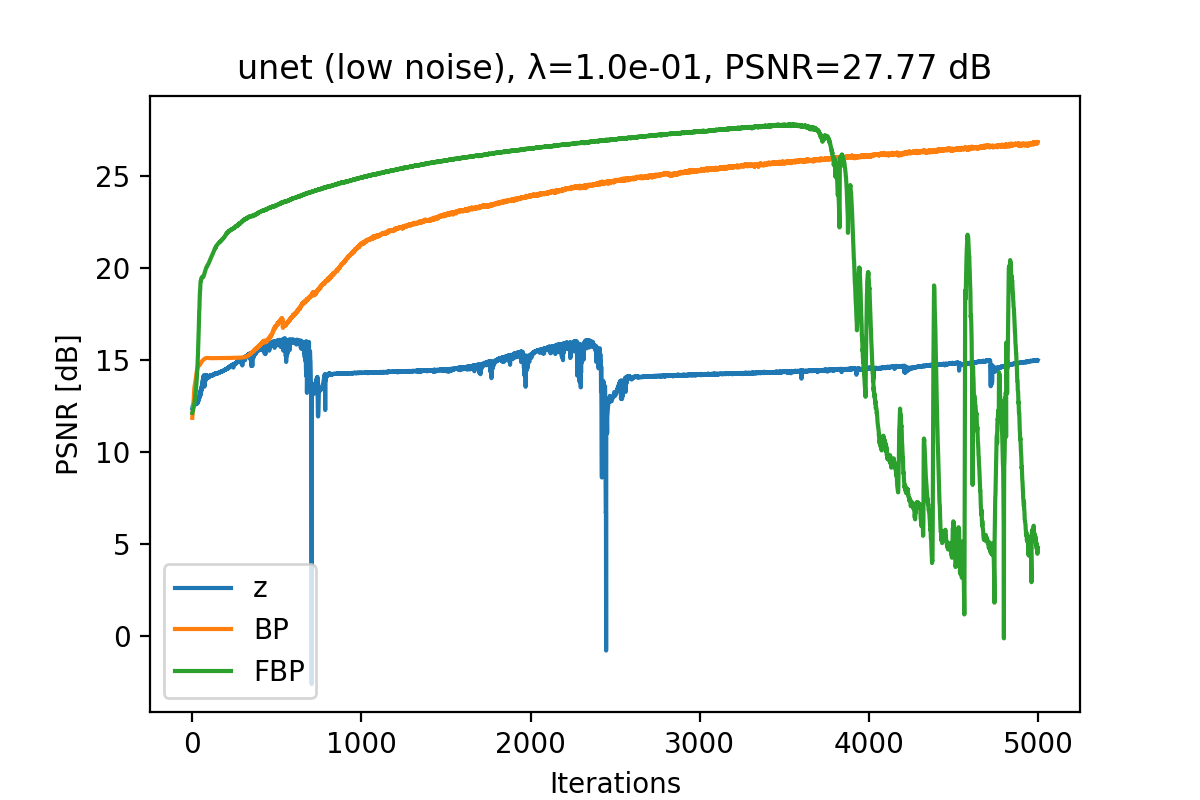 unet (low noise), λ=1.0e-01, PSNR=27.77 dB
PSNR [dB]
25
20
15
10
5
0
z
BP
FBP
0 1000 2000 3000 4000 5000
Iterations